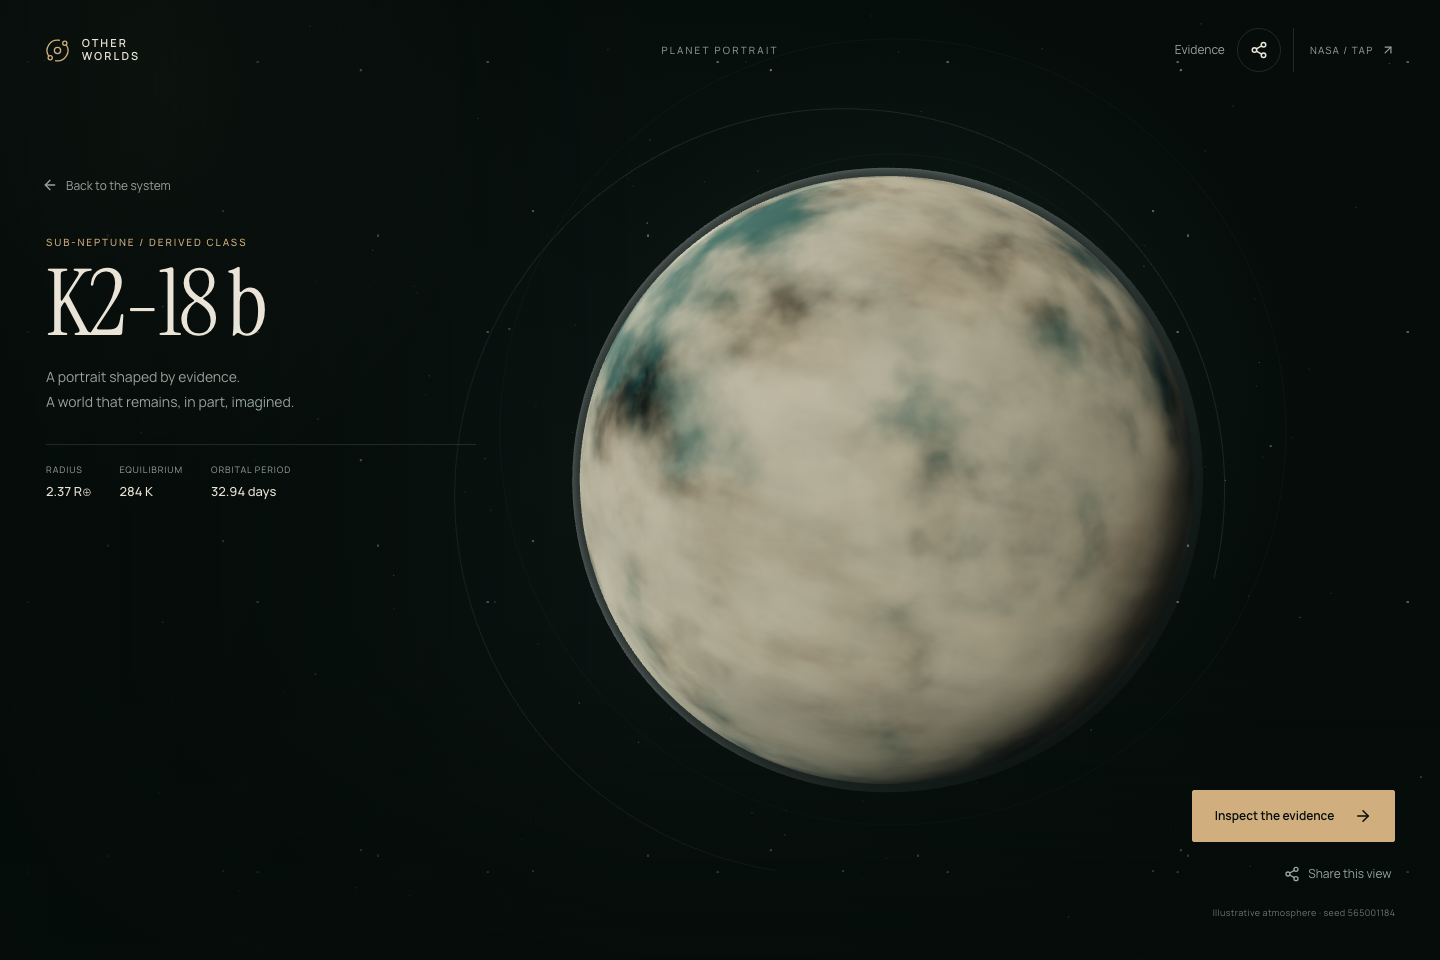 OTHER
WORLDS
PLANET PORTRAIT
Evidence
NASA / TAP
Back to the system
SUB-NEPTUNE / DERIVED CLASS
K2-18 b
A portrait shaped by evidence.
A world that remains, in part, imagined.
RADIUS EQUILIBRIUM ORBITAL PERIOD
2.37 R⊕ 284 K 32.94 days
Inspect the evidence
Share this view
Illustrative atmosphere · seed 565001184